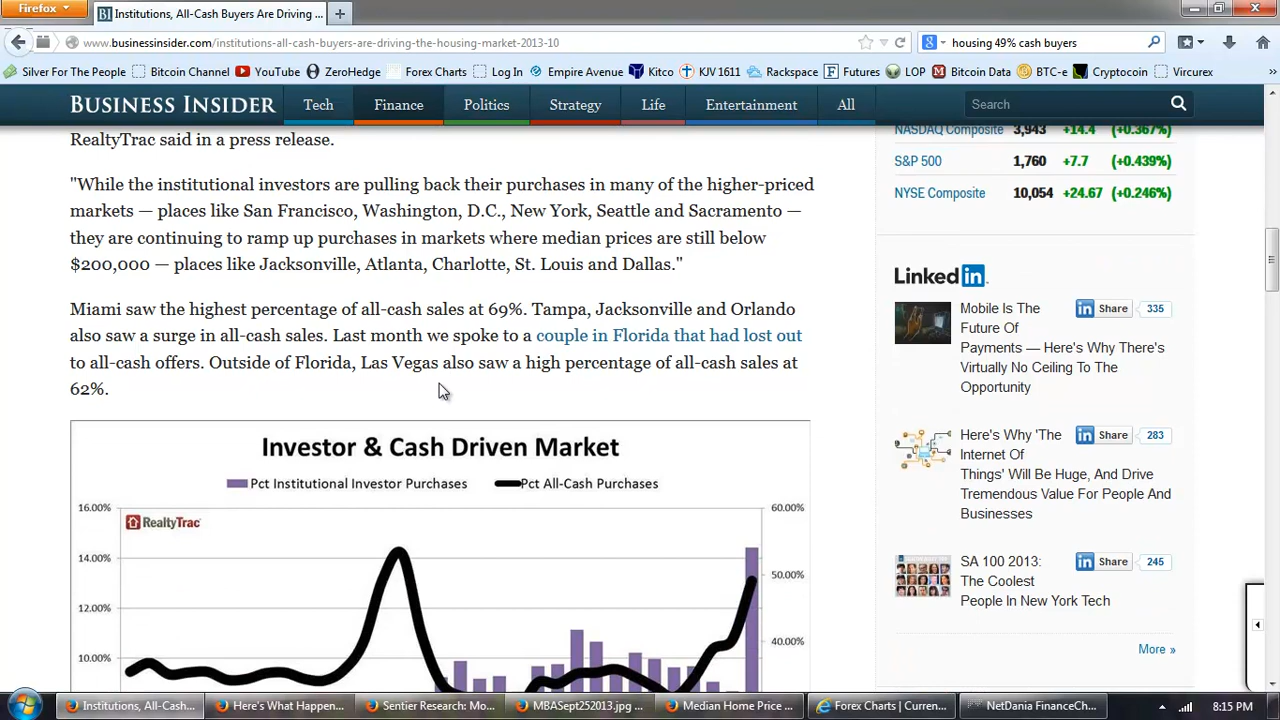 Firefox
Institutions, All-Cash Buyers Are Driving ...
www.businessinsider.com/institutions-all-cash-buyers-are-driving-the-housing-market-2013-10
housing 49% cash buyers
Silver For The People
Bitcoin Channel
YouTube
ZeroHedge
Forex Charts
Log In
Empire Avenue
Kitco
KJV 1611
Rackspace
Futures
LOP
Bitcoin Data
BTC-e
Cryptocoin
Vircurex
BUSINESS INSIDER
Tech
Finance
Politics
Strategy
Life
Entertainment
All
Search
RealtyTrac said in a press release.
"While the institutional investors are pulling back their purchases in many of the higher-priced
markets — places like San Francisco, Washington, D.C., New York, Seattle and Sacramento —
they are continuing to ramp up purchases in markets where median prices are still below
$200,000 — places like Jacksonville, Atlanta, Charlotte, St. Louis and Dallas."
Miami saw the highest percentage of all-cash sales at 69%. Tampa, Jacksonville and Orlando
also saw a surge in all-cash sales. Last month we spoke to a couple in Florida that had lost out
to all-cash offers. Outside of Florida, Las Vegas also saw a high percentage of all-cash sales at
62%.
Investor & Cash Driven Market
Pct Institutional Investor Purchases
Pct All-Cash Purchases
16.00%
60.00%
RealtyTrac
14.00%
50.00%
12.00%
40.00%
10.00%
NASDAQ Composite 3,943 +14.4 (+0.367%)
S&P 500 1,760 +7.7 (+0.439%)
NYSE Composite 10,054 +24.67 (+0.246%)
Linked in
Mobile Is The
Future Of
Payments — Here's Why There's
Virtually No Ceiling To The
Opportunity
in Share 335
Here's Why 'The
Internet Of
Things' Will Be Huge, And Drive
Tremendous Value For People And
Businesses
in Share 283
SA 100 2013:
The Coolest
People In New York Tech
in Share 245
More »
Institutions, All-Cash...
Here's What Happen...
Sentier Research: Mo...
MBASept252013.jpg ...
Median Home Price ...
Forex Charts | Curren...
NetDania FinanceCh...
8:15 PM